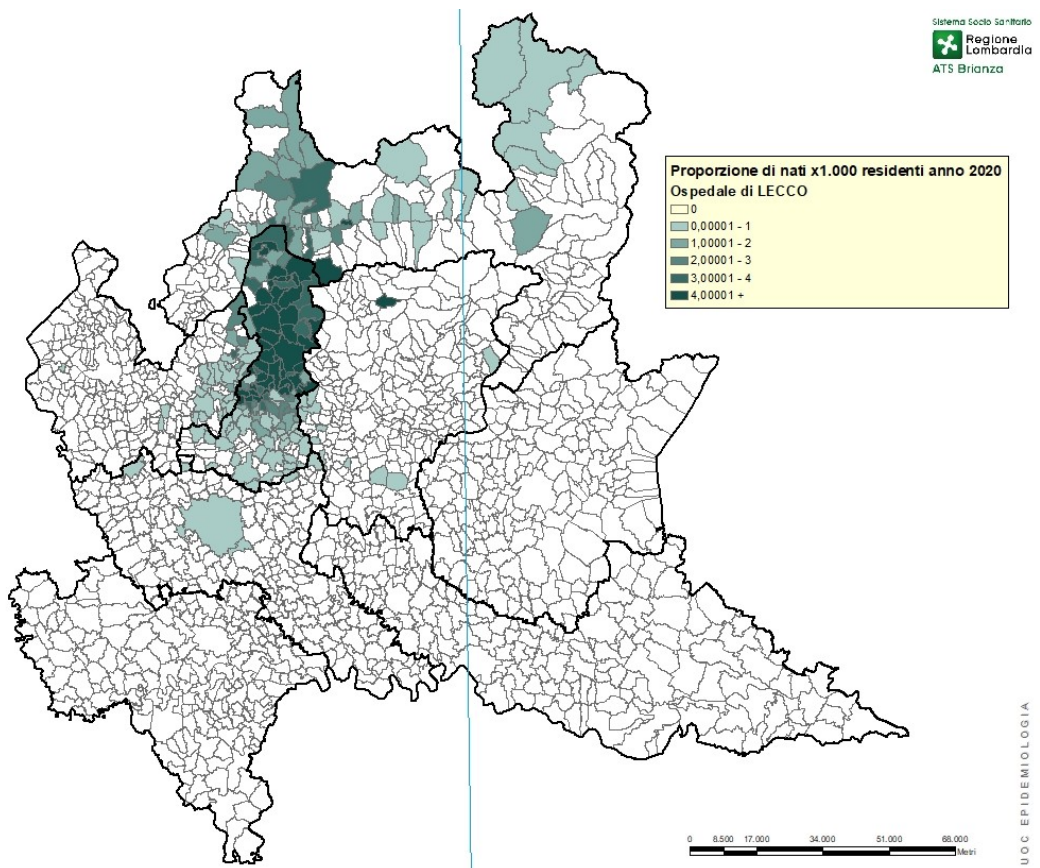 Sistema Socio Sanitario
Regione
Lombardia
ATS Brianza
Proporzione di nati x1.000 residenti anno 2020
Ospedale di LECCO
0
0,00001 - 1
1,00001 - 2
2,00001 - 3
3,00001 - 4
4,00001 +
UOC EPIDEMIOLOGIA
0 8.500 17.000 34.000 51.000 68.000
Metri